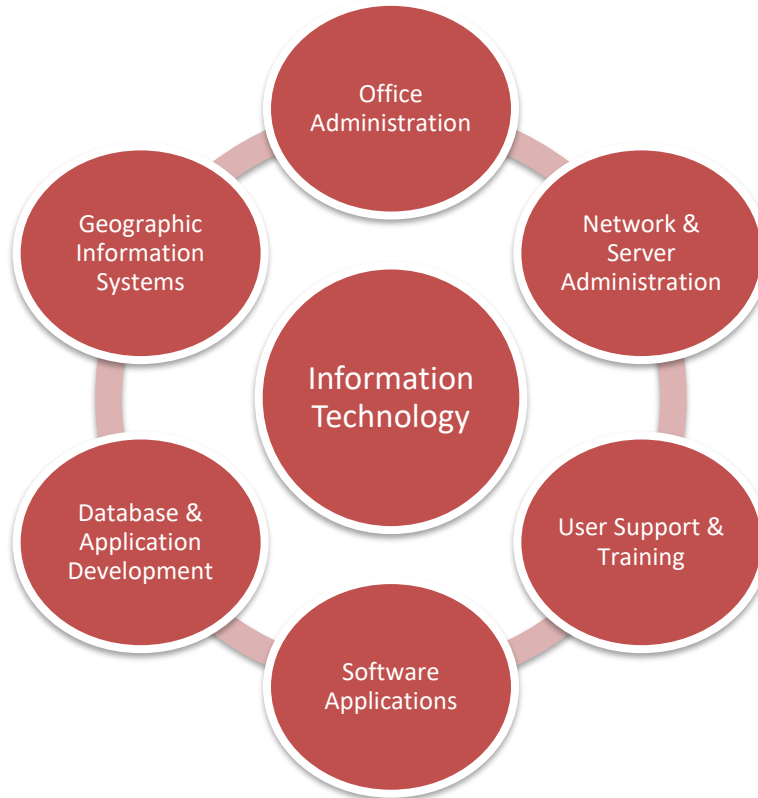 Office
Administration
Network &
Server
Administration
User Support &
Training
Software
Applications
Database &
Application
Development
Geographic
Information
Systems
Information
Technology